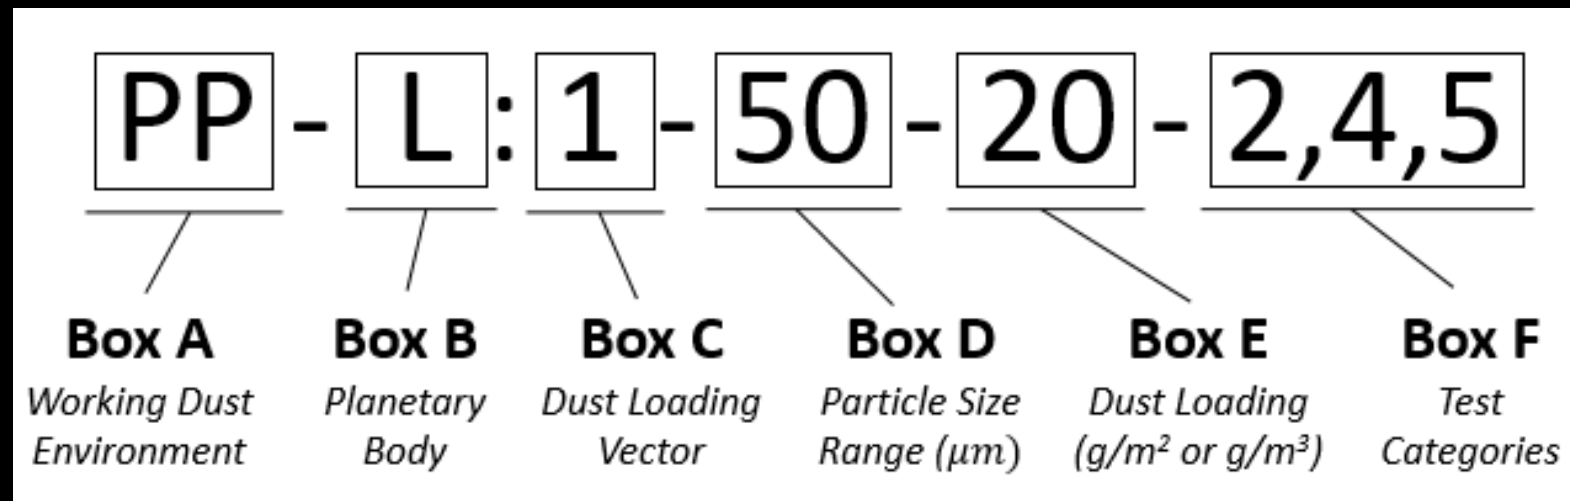 PP - L : 1 - 50 - 20 - 2,4,5
Box A Box B Box C Box D Box E Box F
Working Dust Planetary Dust Loading Particle Size Dust Loading Test
Environment Body Vector Range (μm) (g/m² or g/m³) Categories